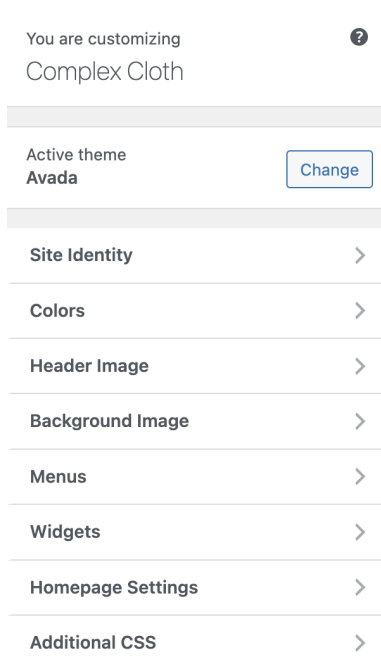 You are customizing
Complex Cloth
Active theme
Avada
Change
Site Identity
Colors
Header Image
Background Image
Menus
Widgets
Homepage Settings
Additional CSS